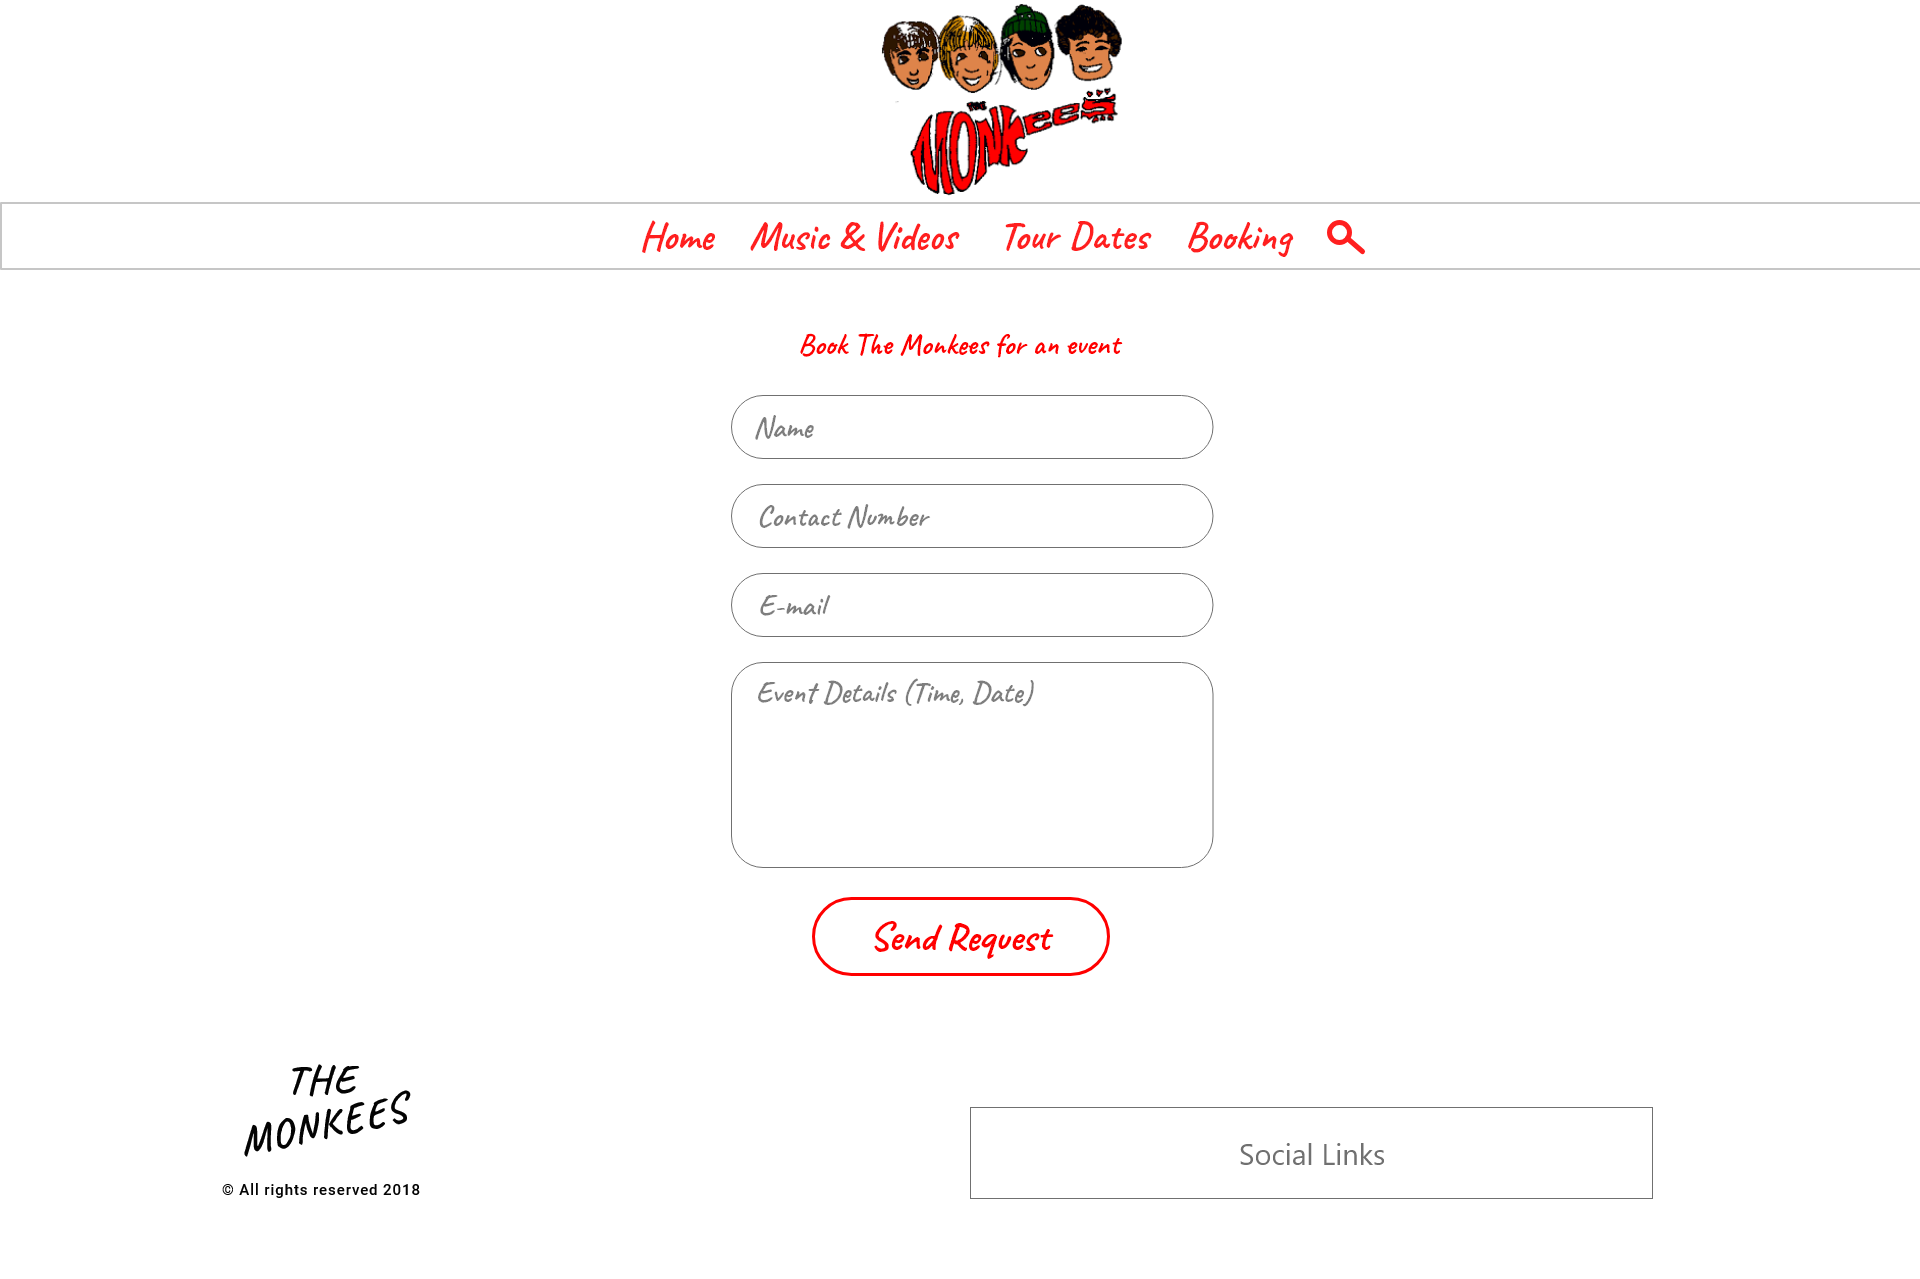 THE
MONKEES
Home Music & Videos Tour Dates Booking
Book The Monkees for an event
Name
Contact Number
E-mail
Event Details (Time, Date)
Send Request
THE
MONKEES
© All rights reserved 2018
Social Links